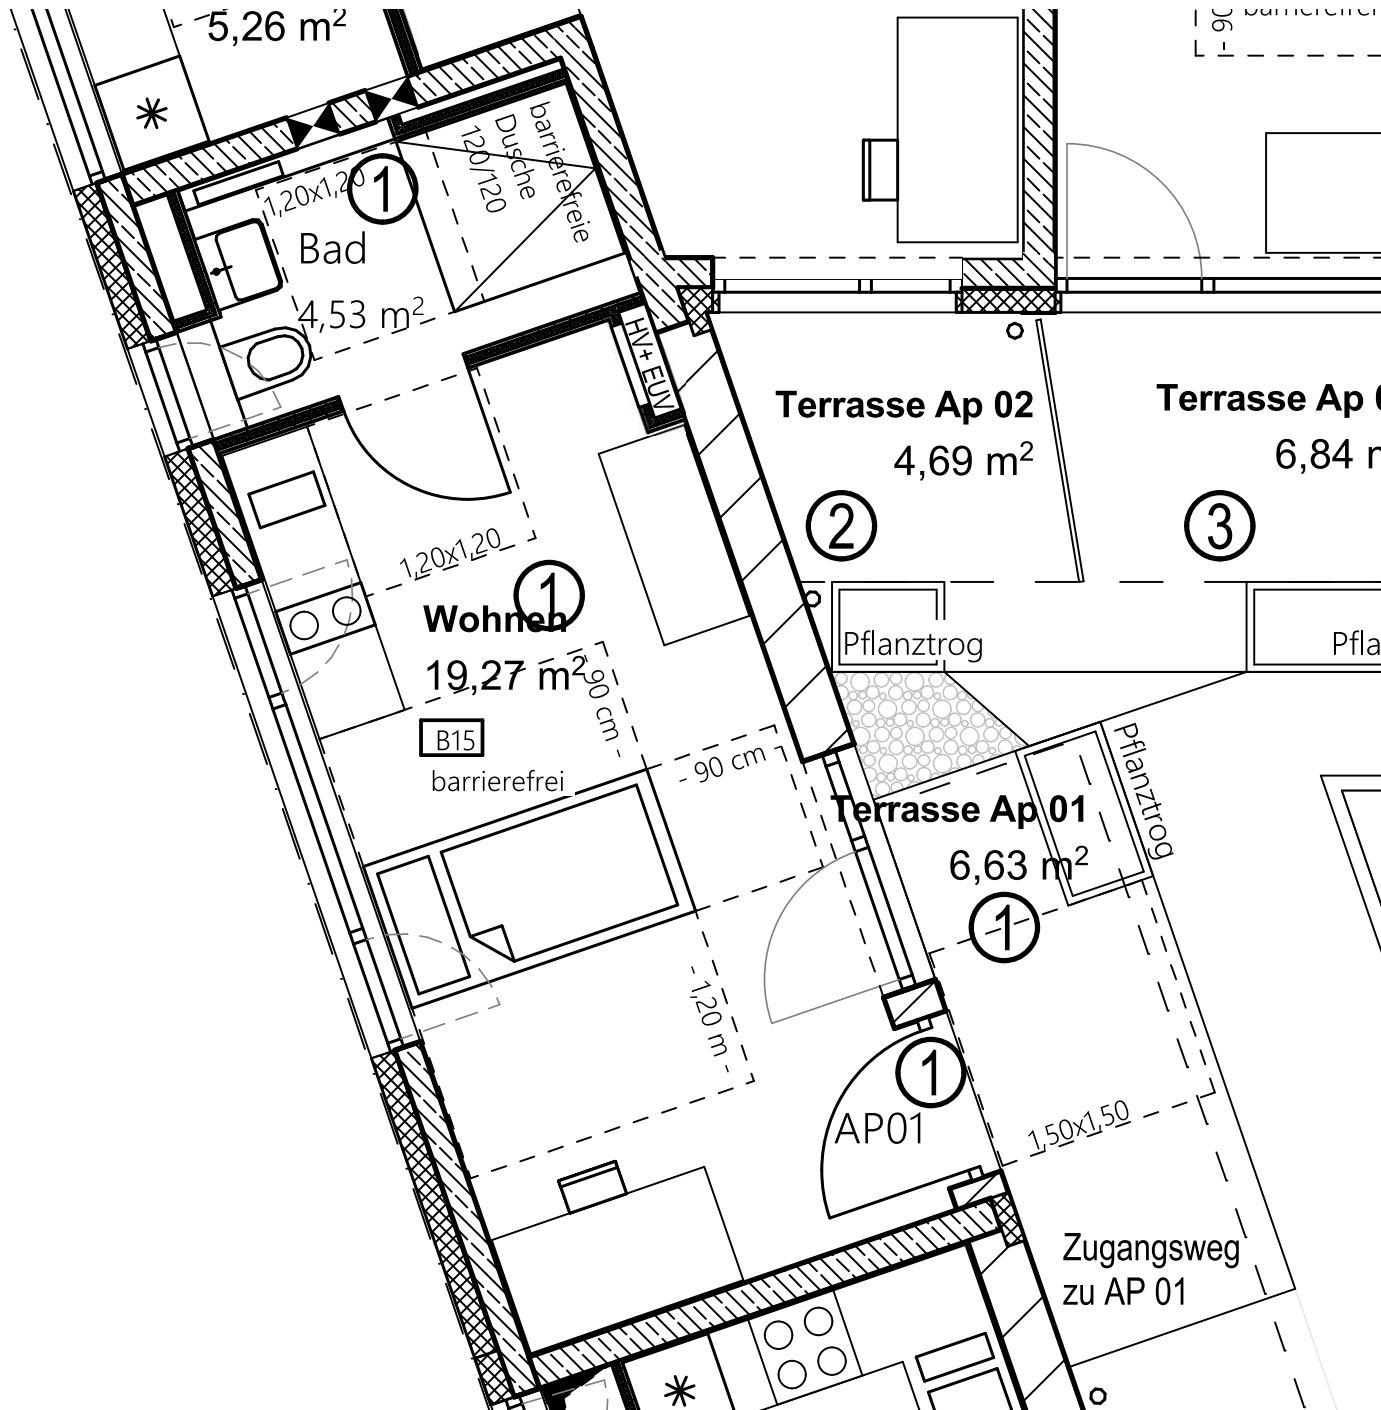 5,26 m²
- 90
barrierefrei
barrierefreie
Dusche
120/120
1,20x1,20
1
Bad
4,53 m²
HV+ EUV
Terrasse Ap 02
4,69 m²
2
Terrasse Ap
6,84
3
1,20x1,20
1
Wohnen
19,27 m²
- 90 cm -
B15
barrierefrei
- 90 cm
Pflanztrog
Pfla
Pflanztrog
Terrasse Ap 01
6,63 m²
1
- 1,20 m -
1
AP01
1,50x1,50
Zugangsweg
zu AP 01